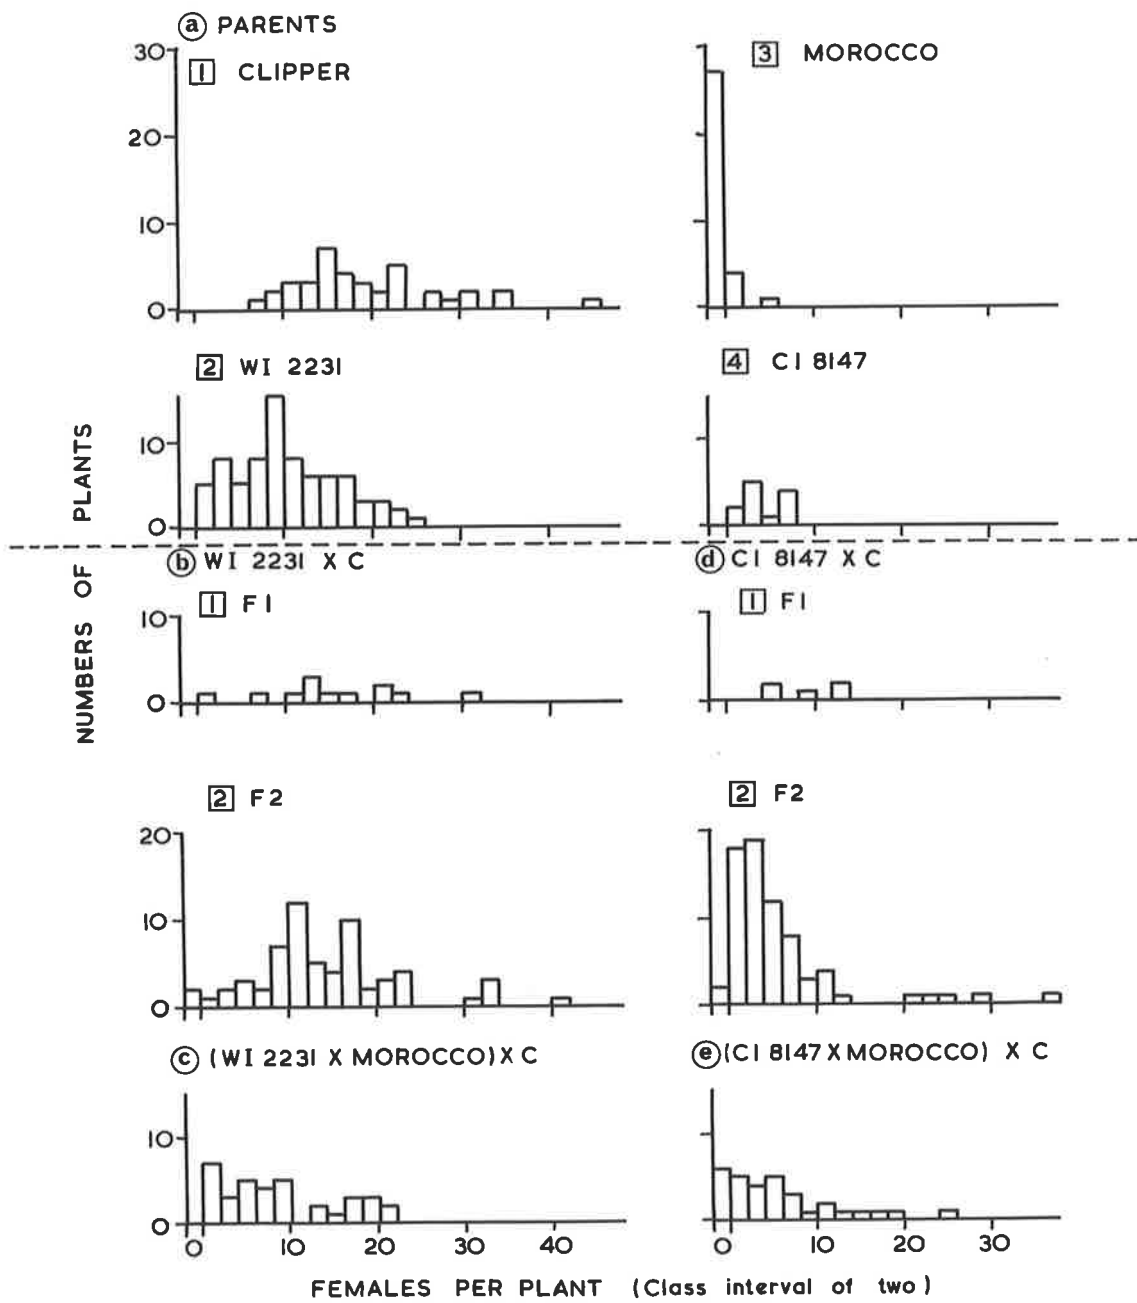 ⓐ PARENTS
1 CLIPPER
30
20
10
0
3 MOROCCO
2 WI 2231
10
0
4 CI 8147
NUMBERS OF PLANTS
ⓑ WI 2231 X C
1 F1
10
0
ⓓ CI 8147 X C
1 F1
2 F2
20
10
0
2 F2
ⓒ (WI 2231 X MOROCCO) X C
10
0
0 10 20 30 40
ⓔ (CI 8147 X MOROCCO) X C
0 10 20 30
FEMALES PER PLANT (Class interval of two)